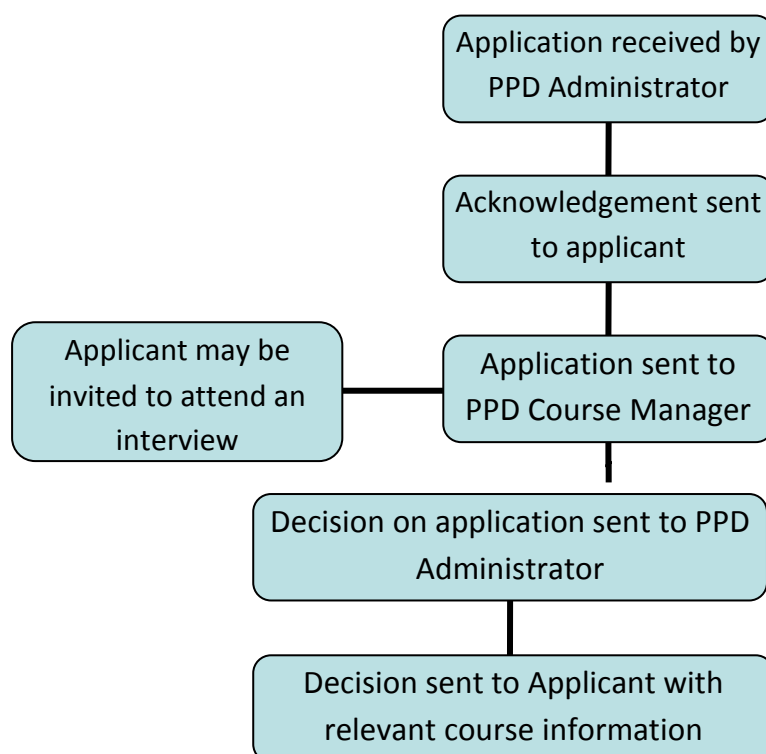 Application received by
PPD Administrator
Acknowledgement sent
to applicant
Applicant may be
invited to attend an
interview
Application sent to
PPD Course Manager
Decision on application sent to PPD
Administrator
Decision sent to Applicant with
relevant course information